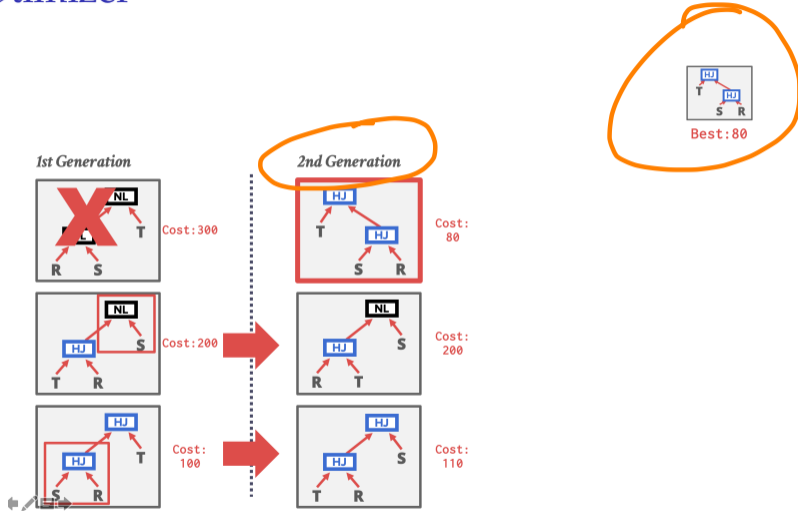 HJ
T
HJ
S R
Best:80
1st Generation
2nd Generation
NL
T
R S
Cost:300
HJ
T
HJ
S R
Cost:
80
NL
S
HJ
T R
Cost:200
NL
S
HJ
R T
Cost:
200
HJ
T
HJ
S R
Cost:
100
HJ
S
HJ
T R
Cost:
110